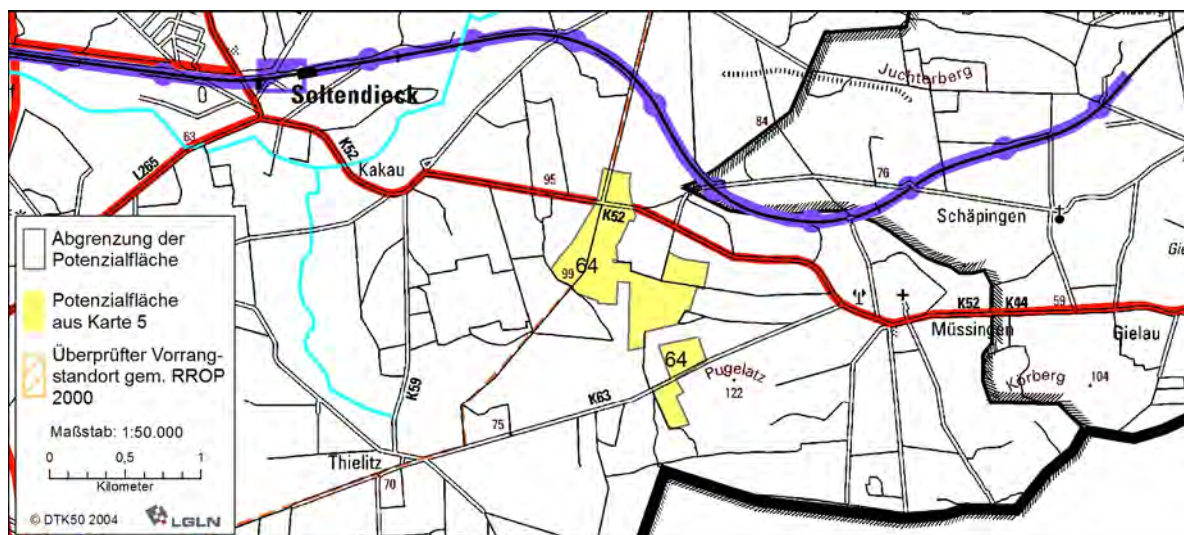 Juchterberg
Soltendieck
84
63
K52
L265
Kakau
76
95
K52
Schäpingen
Gie
Abgrenzung der
Potenzialfläche
64
99
Potenzialfläche
aus Karte 5
K52
K44
59
Müssingen
Gielau
Überprüfter Vorrang-
standort gem. RROP
2000
64
Pugelatz
122
Körberg
104
K59
K63
75
Maßstab: 1:50.000
0 0,5 1
Kilometer
Thielitz
70
© DTK50 2004
LGLN